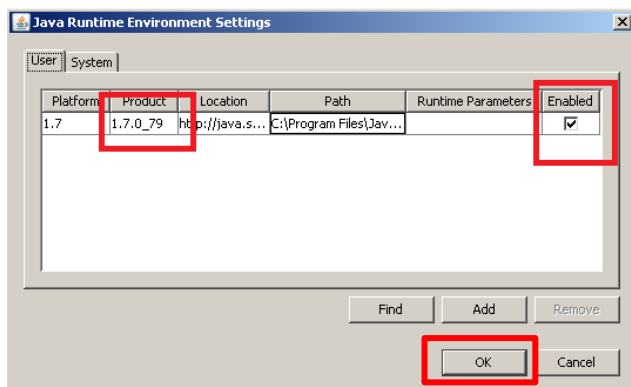 Java Runtime Environment Settings
User System
Platform Product Location Path Runtime Parameters Enabled
1.7 1.7.0_79 http://java.s... C:\Program Files\Jav...
Find Add Remove
OK Cancel